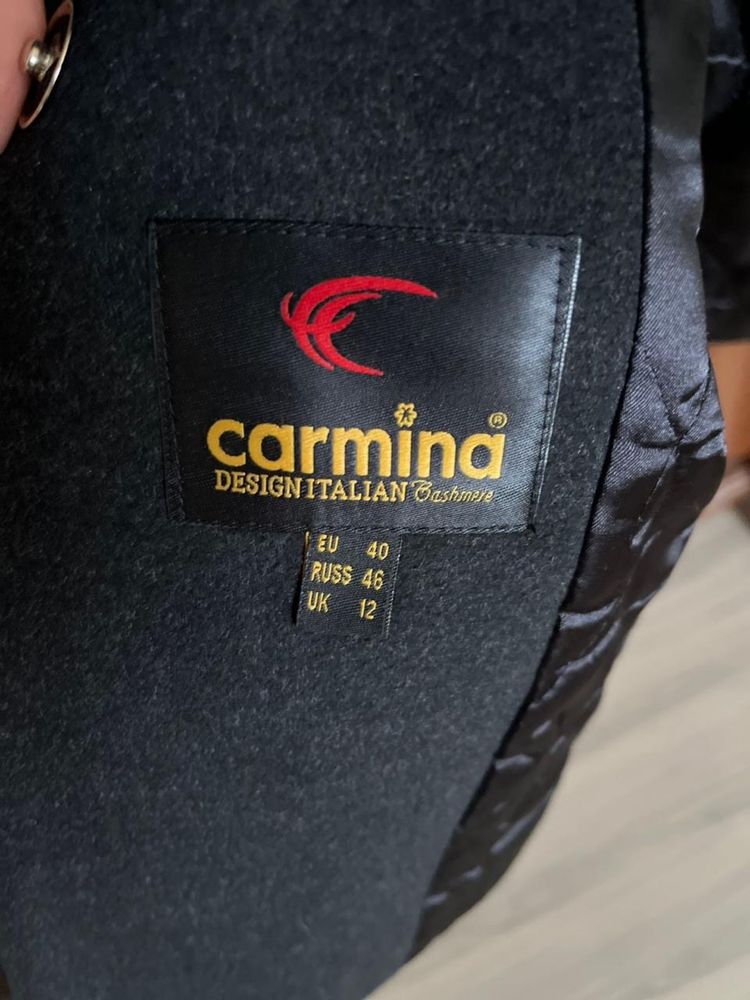 carmina®
DESIGN ITALIAN Cashmere
EU 40
RUSS 46
UK 12